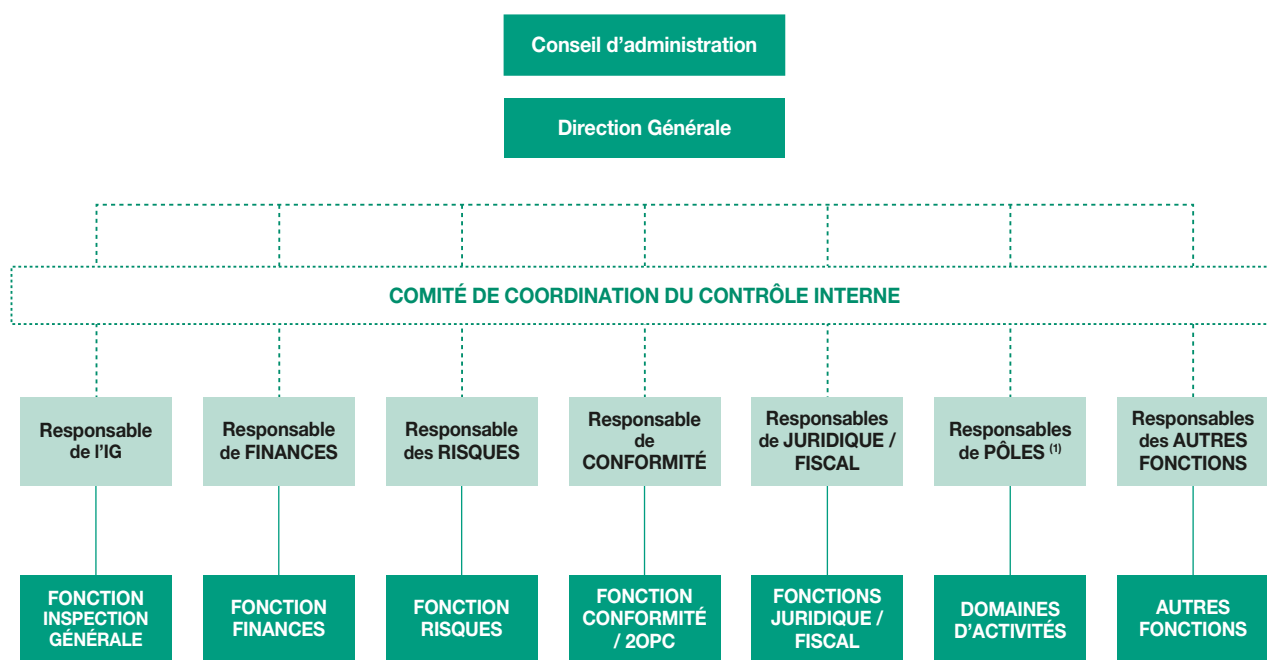 Conseil d'administration
Direction Générale
COMITÉ DE COORDINATION DU CONTRÔLE INTERNE
Responsable
de l'IG
Responsable
de FINANCES
Responsable
des RISQUES
Responsable
de
CONFORMITÉ
Responsables
de JURIDIQUE /
FISCAL
Responsables
de PÔLES (1)
Responsables
des AUTRES
FONCTIONS
FONCTION
INSPECTION
GÉNÉRALE
FONCTION
FINANCES
FONCTION
RISQUES
FONCTION
CONFORMITÉ
/ 2OPC
FONCTIONS
JURIDIQUE /
FISCAL
DOMAINES
D'ACTIVITÉS
AUTRES
FONCTIONS